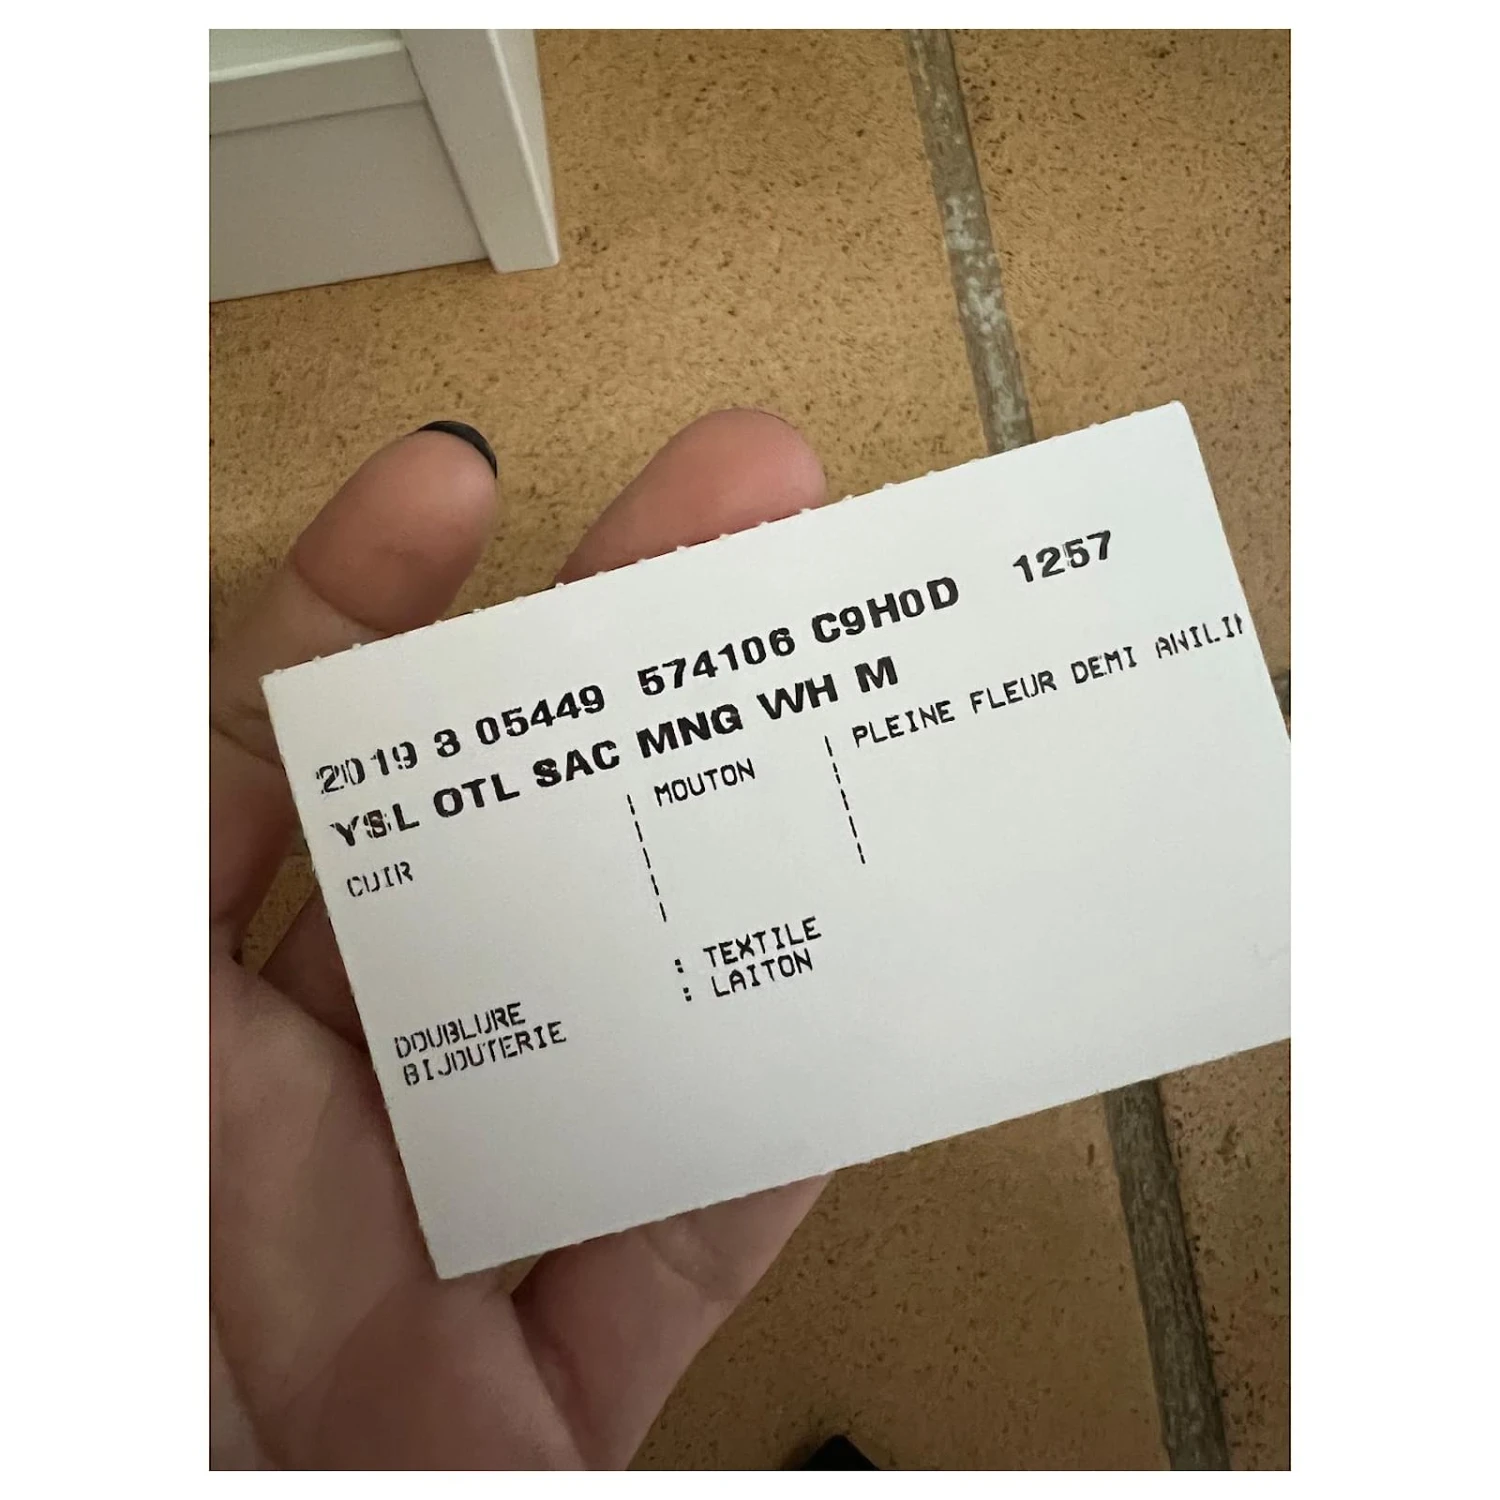 2019 3 05449 574106 C9H0D 1257
YSL OTL SAC MNG WH M
CUIR ¦ MOUTON ¦ PLEINE FLEUR DEMI
DOUBLURE : TEXTILE
BIJOUTERIE : LAITON